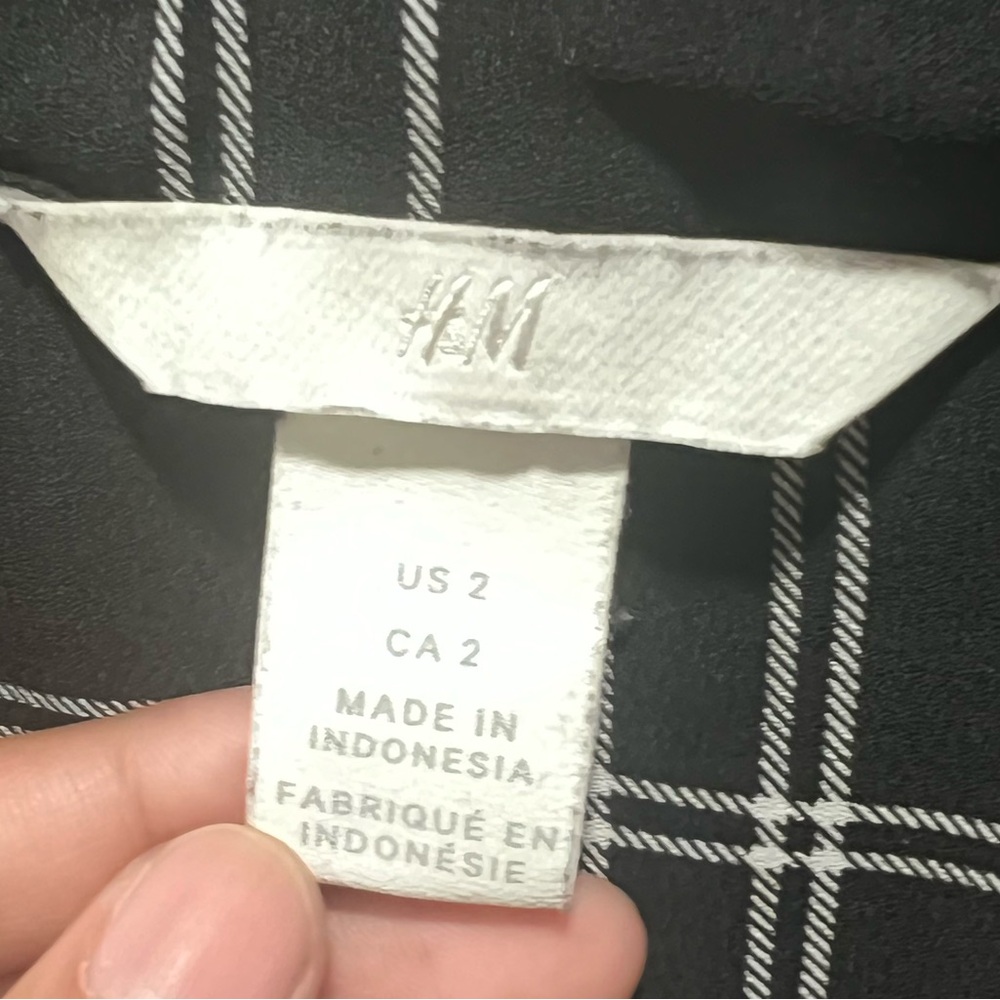 H&M
US 2
CA 2
MADE IN
INDONESIA
FABRIQUÉ EN
INDONÉSIE